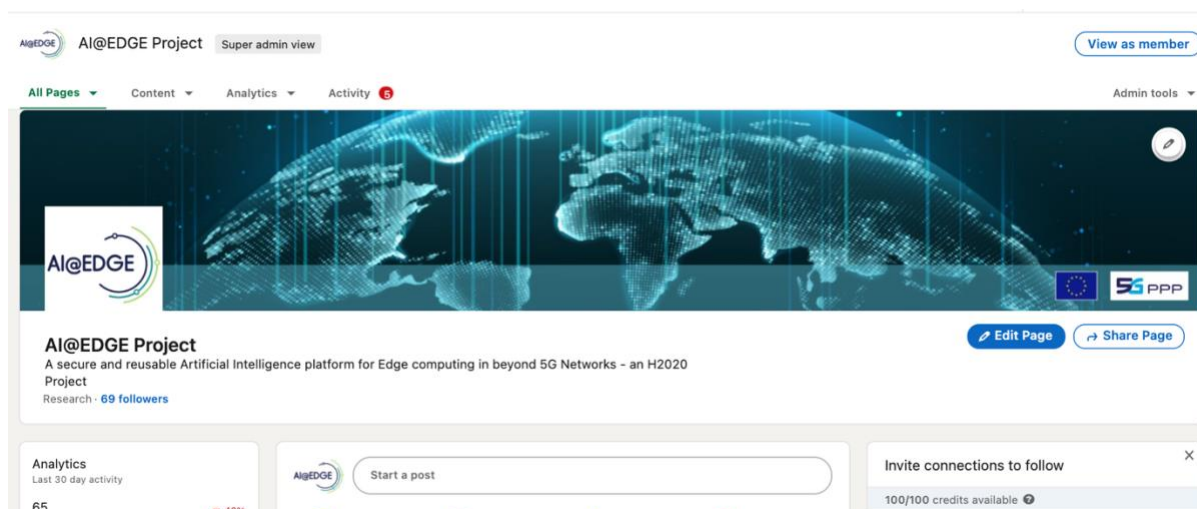 AI@EDGE AI@EDGE Project Super admin view View as member
All Pages Content Analytics Activity 5 Admin tools
AI@EDGE
5G PPP
AI@EDGE Project Edit Page Share Page
A secure and reusable Artificial Intelligence platform for Edge computing in beyond 5G Networks - an H2020
Project
Research · 69 followers
Analytics
Last 30 day activity
AI@EDGE Start a post
Invite connections to follow
100/100 credits available
65